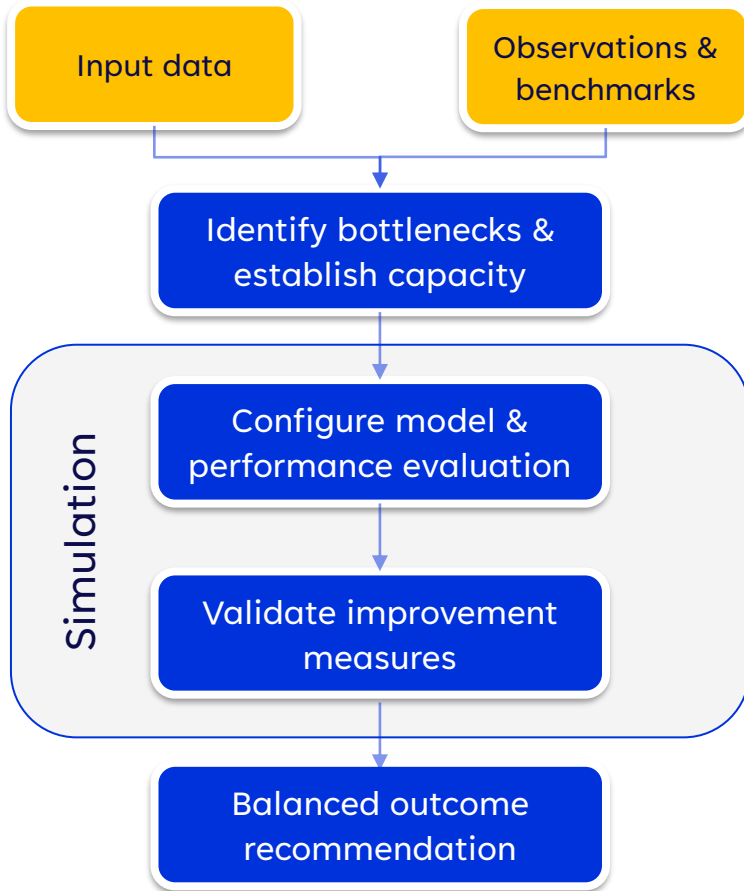 Input data
Observations &
benchmarks
Identify bottlenecks &
establish capacity
Simulation
Configure model &
performance evaluation
Validate improvement
measures
Balanced outcome
recommendation